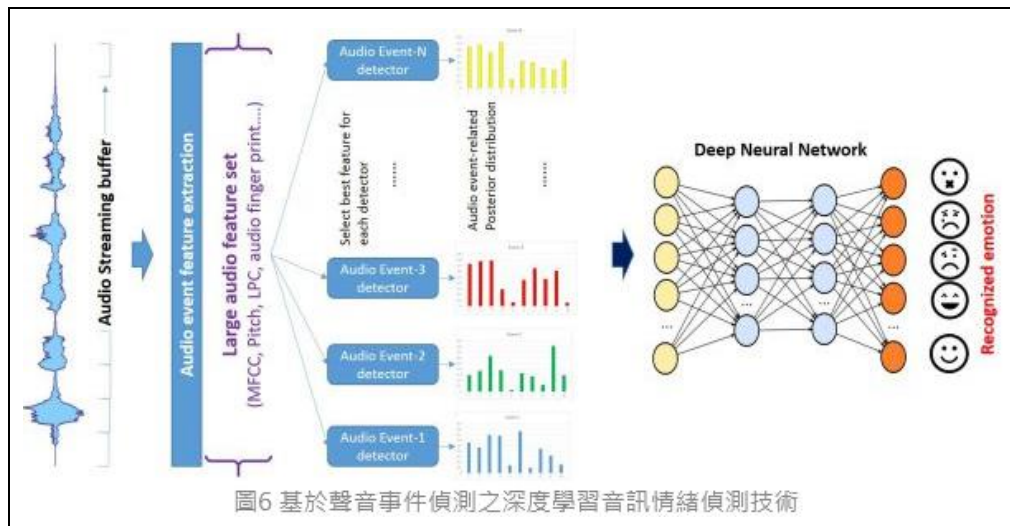 Audio Streaming buffer
Audio event feature extraction
Large audio feature set
(MFCC, Pitch, LPC, audio finger print....)
Audio Event-N
detector
Select best feature for
each detector
......
Audio event-related
Posterior distribution
......
Audio Event-3
detector
Audio Event-2
detector
Audio Event-1
detector
Deep Neural Network
...
...
...
...
Recognized emotion
圖6 基於聲音事件偵測之深度學習音訊情緒偵測技術